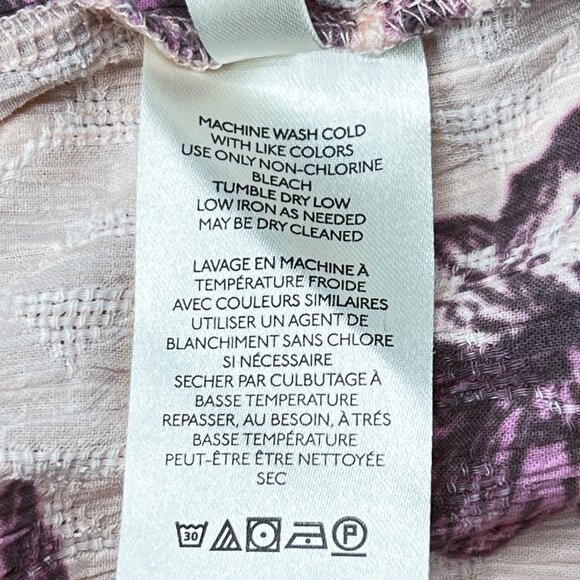 MACHINE WASH COLD
WITH LIKE COLORS
USE ONLY NON-CHLORINE
BLEACH
TUMBLE DRY LOW
LOW IRON AS NEEDED
MAY BE DRY CLEANED
LAVAGE EN MACHINE À
TEMPÉRATURE FROIDE
AVEC COULEURS SIMILAIRES
UTILISER UN AGENT DE
BLANCHIMENT SANS CHLORE
SI NÉCESSAIRE
SECHER PAR CULBUTAGE À
BASSE TEMPERATURE
REPASSER, AU BESOIN, À TRÉS
BASSE TEMPÉRATURE
PEUT-ÊTRE ÊTRE NETTOYÉE
SEC
30 P